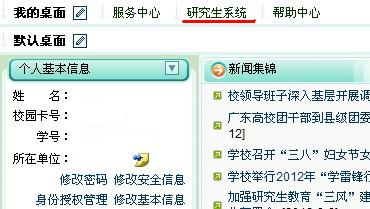 我的桌面 服务中心 研究生系统 帮助中心
默认桌面
个人基本信息
姓 名：
校园卡号：
学号：
所在单位：
修改密码 修改安全信息
身份授权管理 修改基本信息
新闻集锦
校领导班子深入基层开展调
广东高校团干部到县级团委
12]
学校召开“三八”妇女节女
学校举行2012年“学雷锋行
加强研究生教育“三风”建